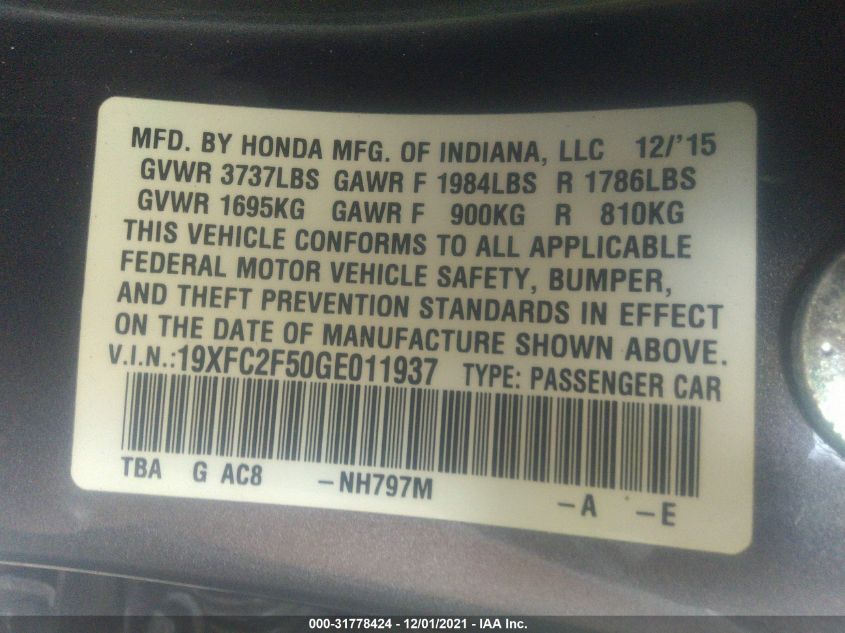 MFD. BY HONDA MFG. OF INDIANA, LLC 12/'15
GVWR 3737LBS GAWR F 1984LBS R 1786LBS
GVWR 1695KG GAWR F 900KG R 810KG
THIS VEHICLE CONFORMS TO ALL APPLICABLE
FEDERAL MOTOR VEHICLE SAFETY, BUMPER,
AND THEFT PREVENTION STANDARDS IN EFFECT
ON THE DATE OF MANUFACTURE SHOWN ABOVE.
V.I.N.:19XFC2F50GE011937 TYPE: PASSENGER CAR
TBA G AC8 -NH797M -A -E
000-31778424 - 12/01/2021 - IAA Inc.